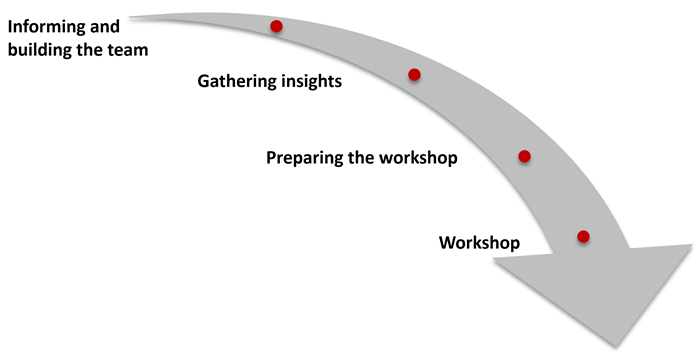 Informing and
building the team
Gathering insights
Preparing the workshop
Workshop